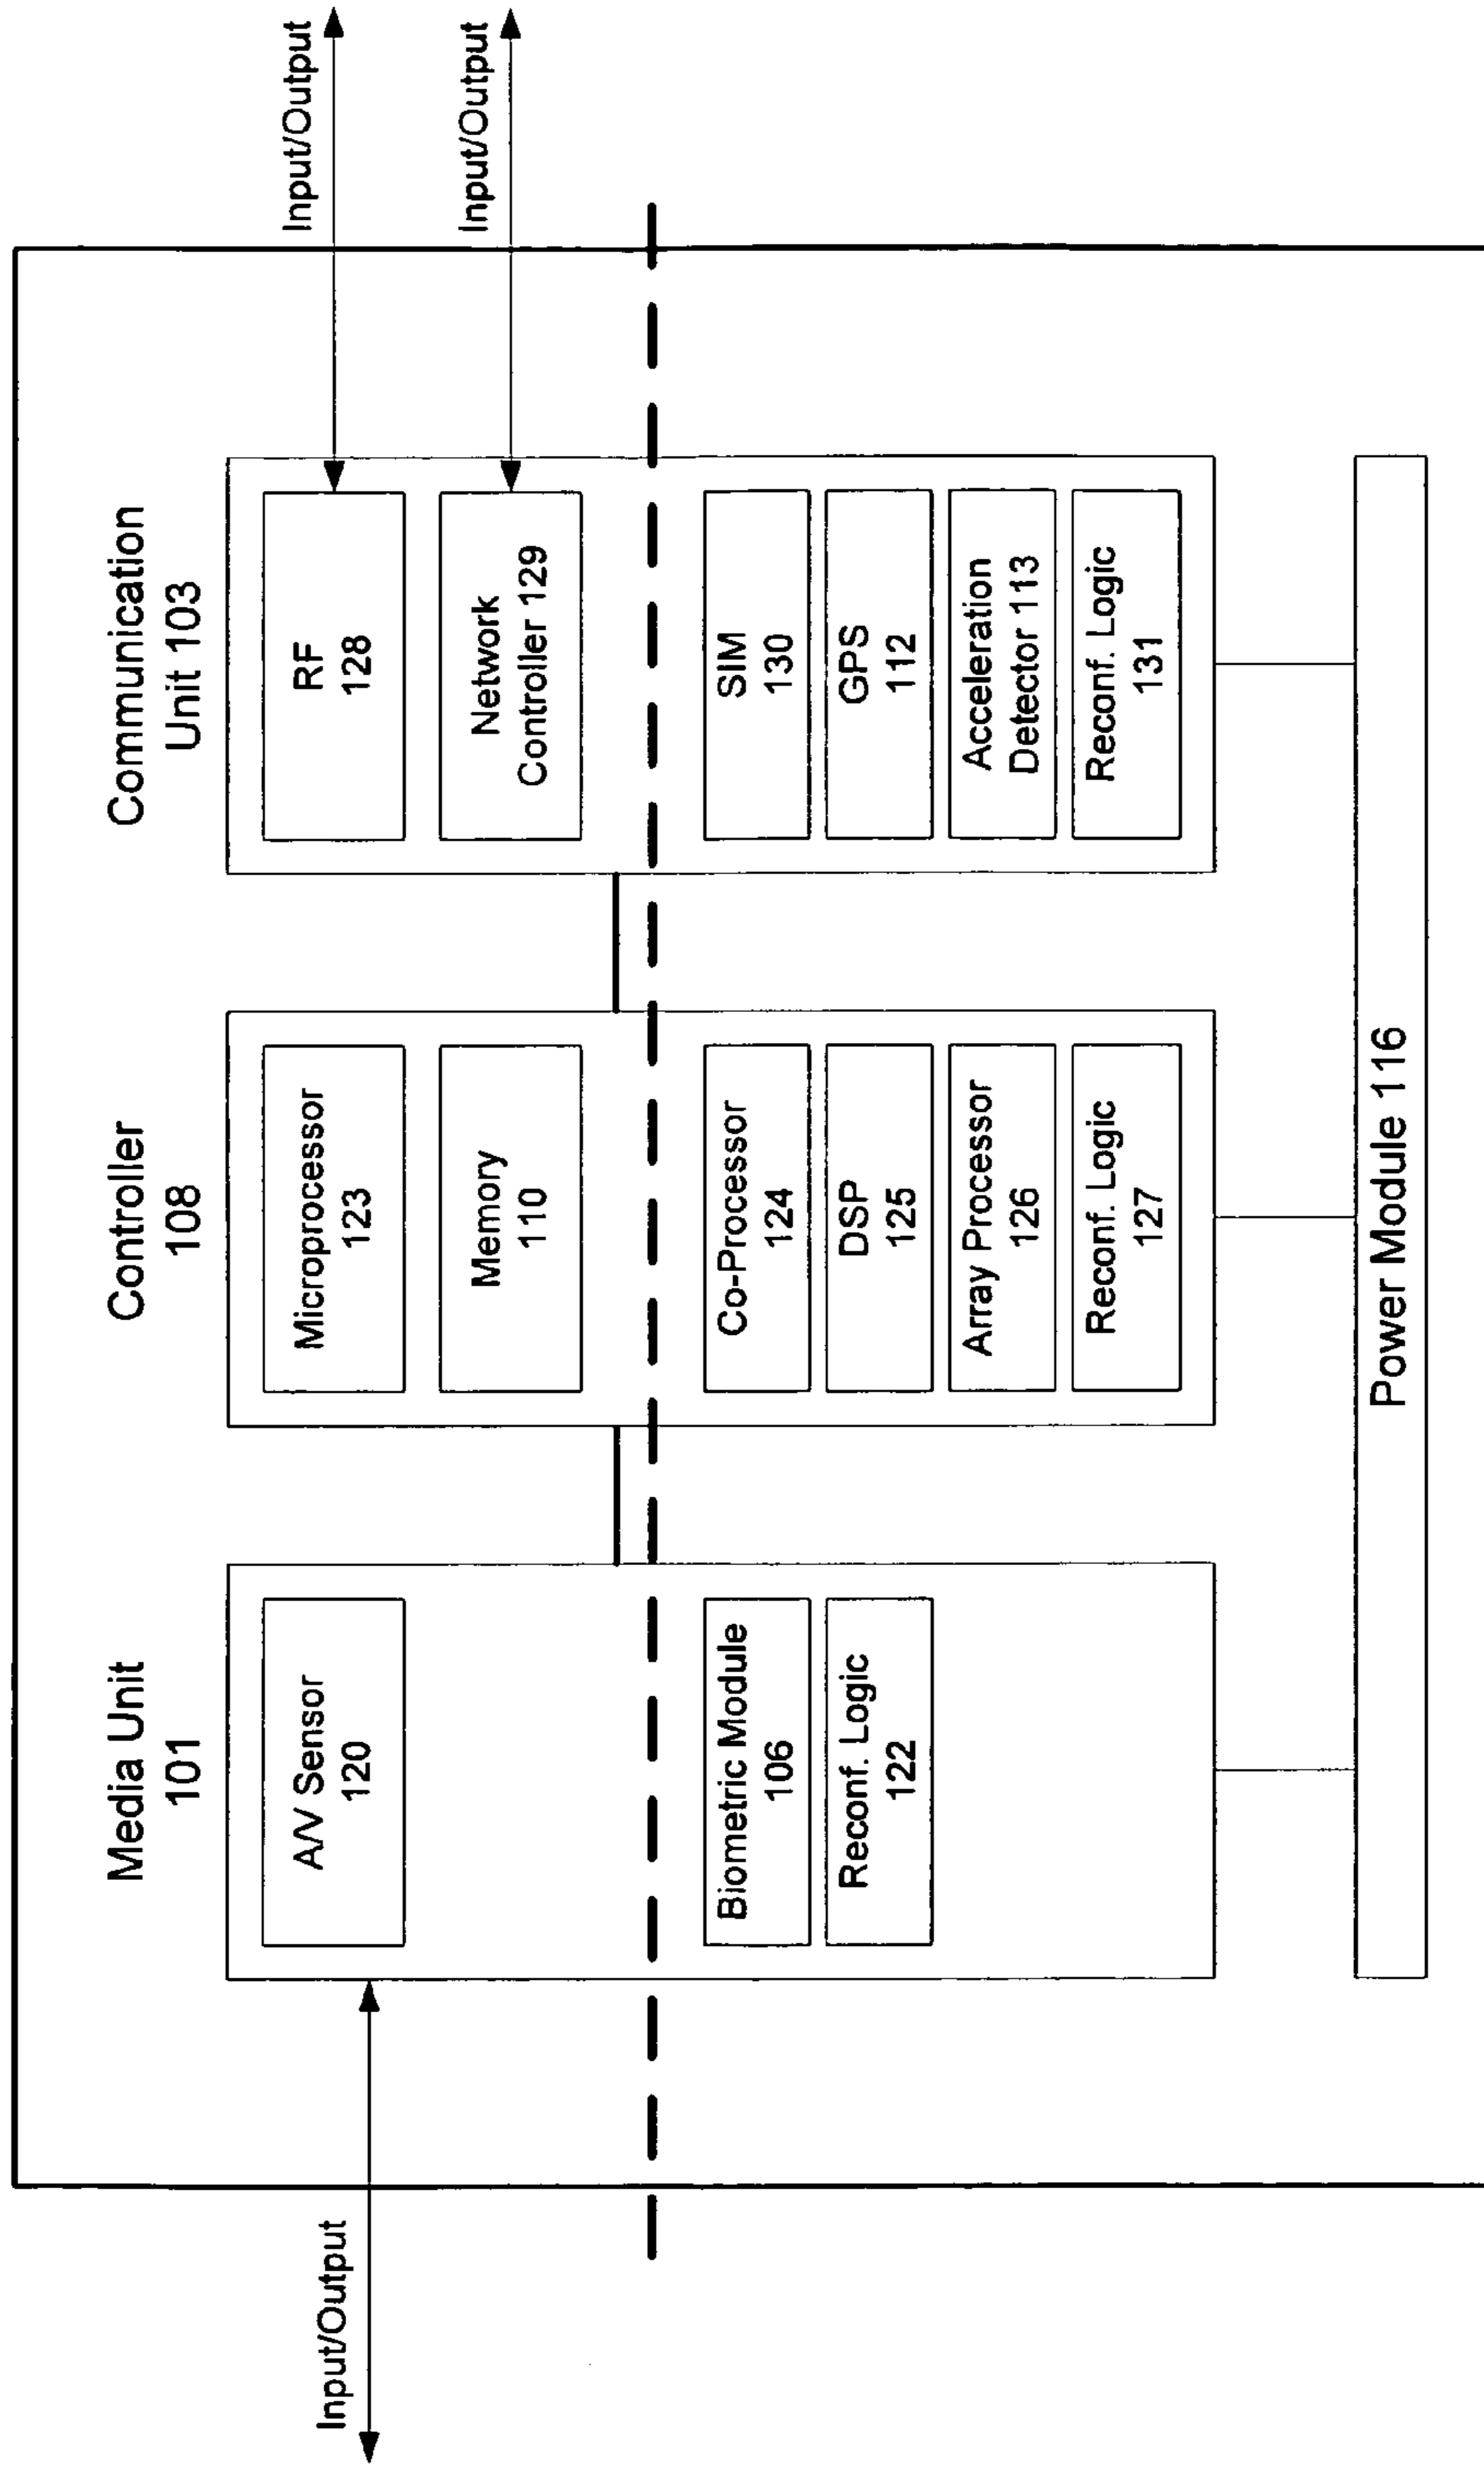 Media Unit
101
Controller
108
Communication
Unit 103
Input/Output
A/V Sensor
120
Biometric Module
106
Reconf. Logic
122
Microprocessor
123
Memory
110
Co-Processor
124
DSP
125
Array Processor
126
Reconf. Logic
127
RF
128
Network
Controller 129
SIM
130
GPS
112
Acceleration
Detector 113
Reconf. Logic
131
Input/Output
Input/Output
Power Module 116